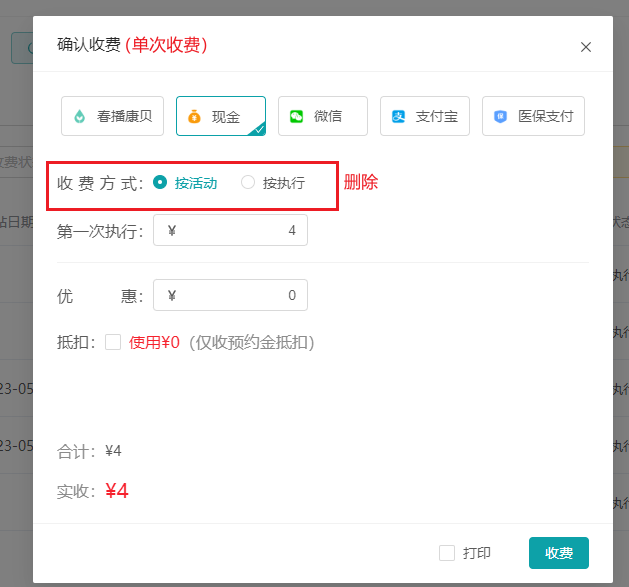 确认收费 (单次收费)
春播康贝 现金 微信 支付宝 医保支付
收费状
收费方式： 按活动 按执行 删除
站日期
状态
第一次执行： ¥ 4
执行
优惠： ¥ 0
执行
抵扣： 使用¥0 (仅收预约金抵扣)
23-05
执行
合计： ¥4
23-05
执行
实收： ¥4
执行
打印 收费